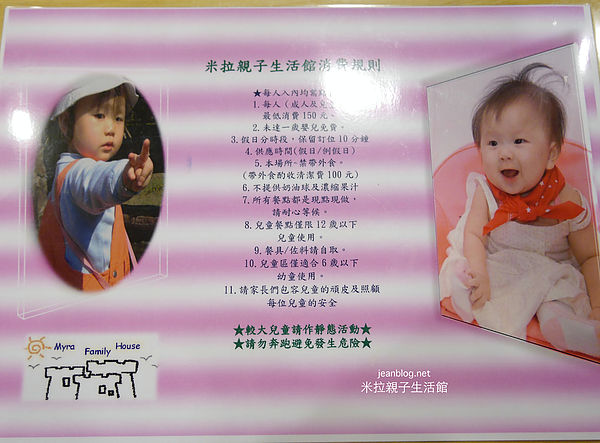 米拉親子生活館消費規則
★每人入內均需點
1.每人(成人及兒
最低消費150元
2.未達一歲嬰兒免費。
3.假日分時段，保留訂位10分鐘
4.供應時間(假日/例假日)
5.本場所~禁帶外食。
(帶外食酌收清潔費100元)
6.不提供奶油球及濃縮果汁
7.所有餐點都是現點現做，
請耐心等候。
8.兒童餐點僅限12歲以下
兒童使用。
9.餐具/佐料請自取。
10.兒童區僅適合6歲以下
幼童使用。
11.請家長們包容兒童的頑皮及照顧
每位兒童的安全
★較大兒童請作靜態活動★
★請勿奔跑避免發生危險★
Myra Family House
jeanblog.net
米拉親子生活館